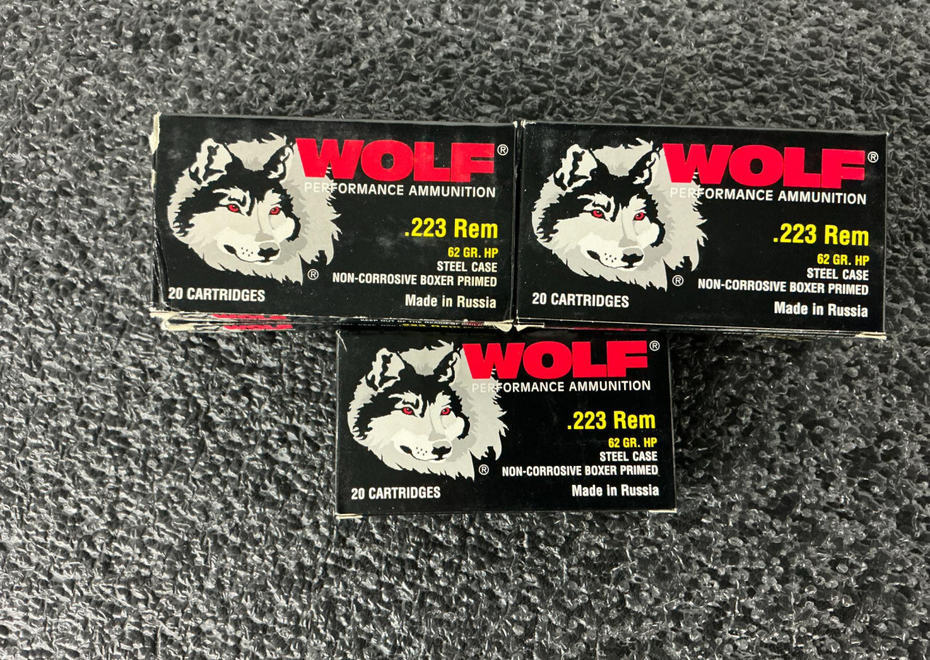 WOLF®
PERFORMANCE AMMUNITION
.223 Rem
62 GR. HP
STEEL CASE
NON-CORROSIVE BOXER PRIMED
®
20 CARTRIDGES
Made in Russia
WOLF®
PERFORMANCE AMMUNITION
.223 Rem
62 GR. HP
STEEL CASE
NON-CORROSIVE BOXER PRIMED
®
20 CARTRIDGES
Made in Russia
.223 Rem
WOLF®
PERFORMANCE AMMUNITION
.223 Rem
62 GR. HP
STEEL CASE
NON-CORROSIVE BOXER PRIMED
®
20 CARTRIDGES
Made in Russia